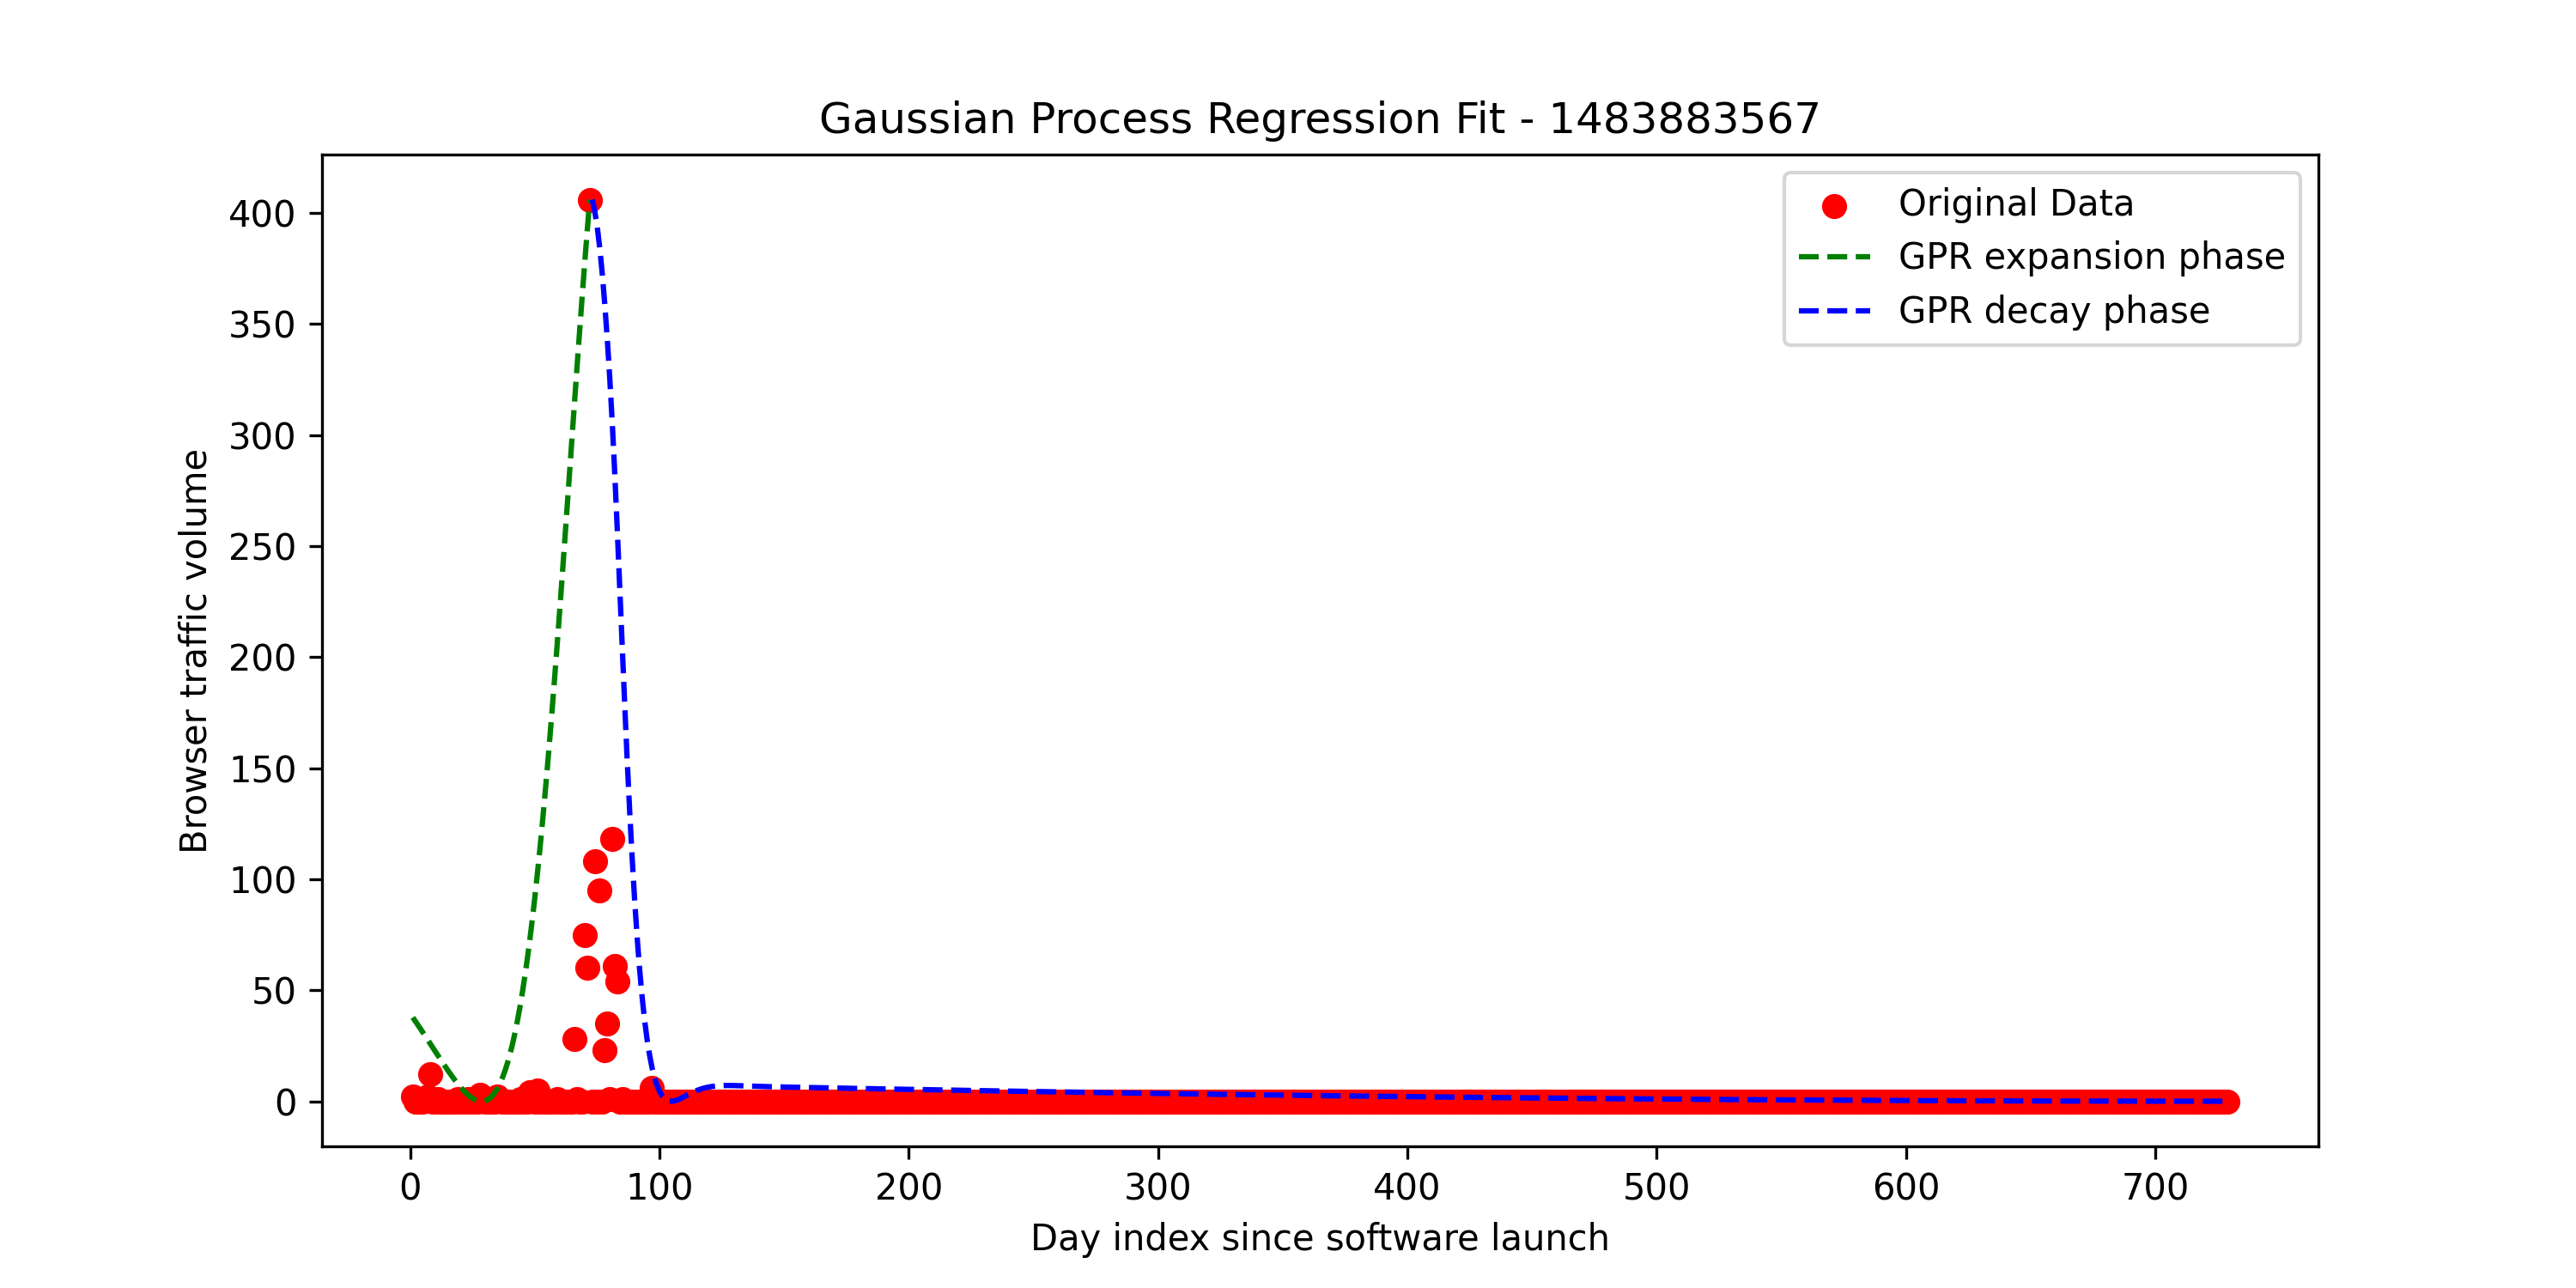 Gaussian Process Regression Fit - 1483883567
Original Data
GPR expansion phase
GPR decay phase
400
350
300
250
200
150
100
50
0
Browser traffic volume
0 100 200 300 400 500 600 700
Day index since software launch